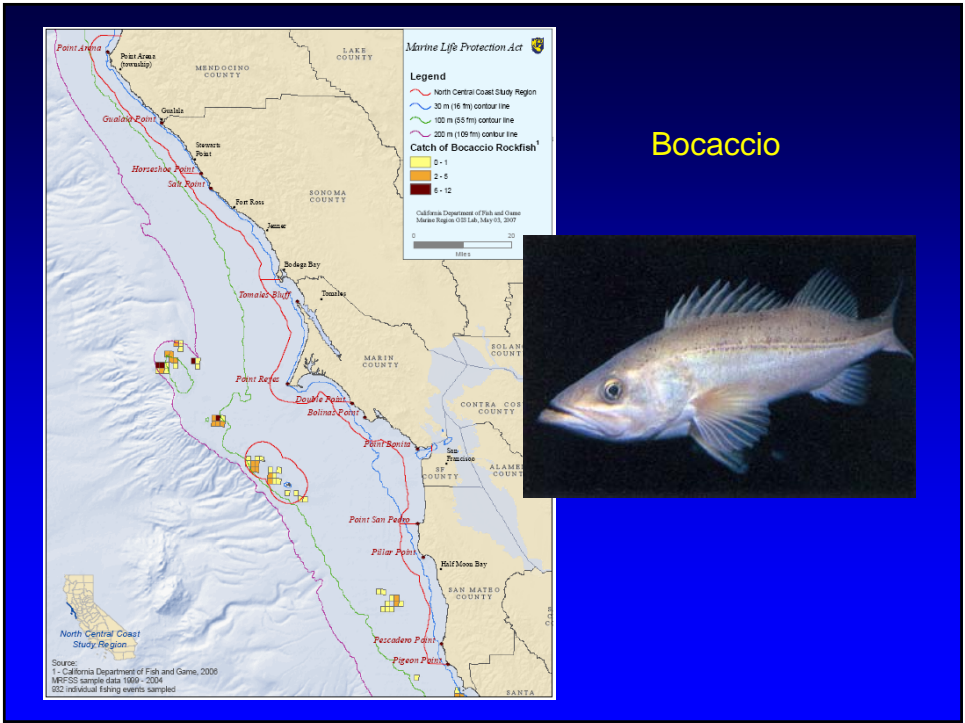 Bocaccio
Marine Life Protection Act
Legend
North Central Coast Study Region
30 m (16 fm) contour line
100 m (55 fm) contour line
200 m (109 fm) contour line
Catch of Bocaccio Rockfish1
0 - 1
2 - 5
6 - 12
California Department of Fish and Game
Marine Region GIS Lab, May 03, 2007
0 20
Miles
Point Arena
Point Arena
(township)
MENDOCINO
COUNTY
LAKE
COUNTY
Gualala
Gualala Point
Stewarts
Point
Horseshoe Point
Salt Point
SONOMA
COUNTY
Fort Ross
Jenner
Bodega Bay
Tomales Bluff
Tomales
MARIN
COUNTY
SOLAN
COUNT
Point Reyes
Double Point
Bolinas Point
CONTRA COS
COUNTY
Point Bonita
San
Francisco
SF
COUNTY
ALAME
COUNT
Point San Pedro
Pillar Point
Half Moon Bay
SAN MATEO
COUNTY
Pescadero Point
Pigeon Point
SANTA
North Central Coast
Study Region
Source:
1 - California Department of Fish and Game, 2006
MRFSS sample data 1999 - 2004
932 individual fishing events sampled